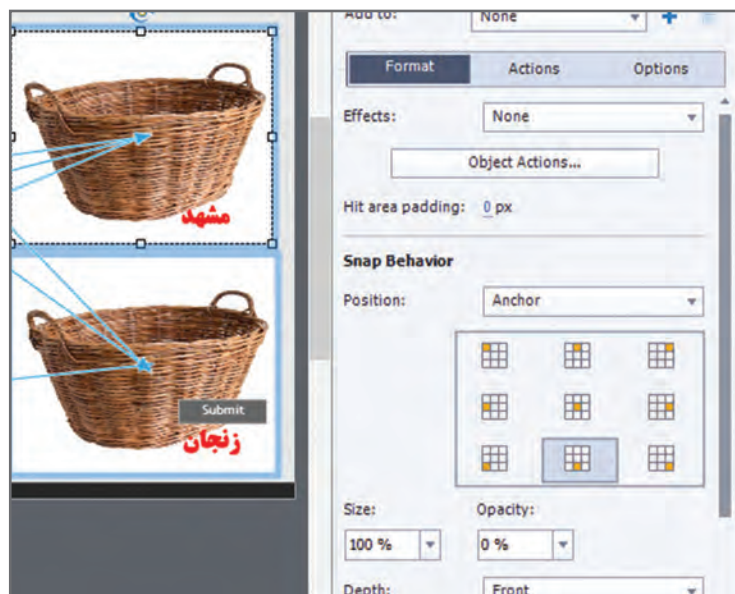 Add to: None
Format Actions Options
Effects: None
Object Actions...
Hit area padding: 0 px
مشهد
Snap Behavior
Position: Anchor
Submit
زنجان
Size: Opacity:
100 % 0 %
Depth: Front